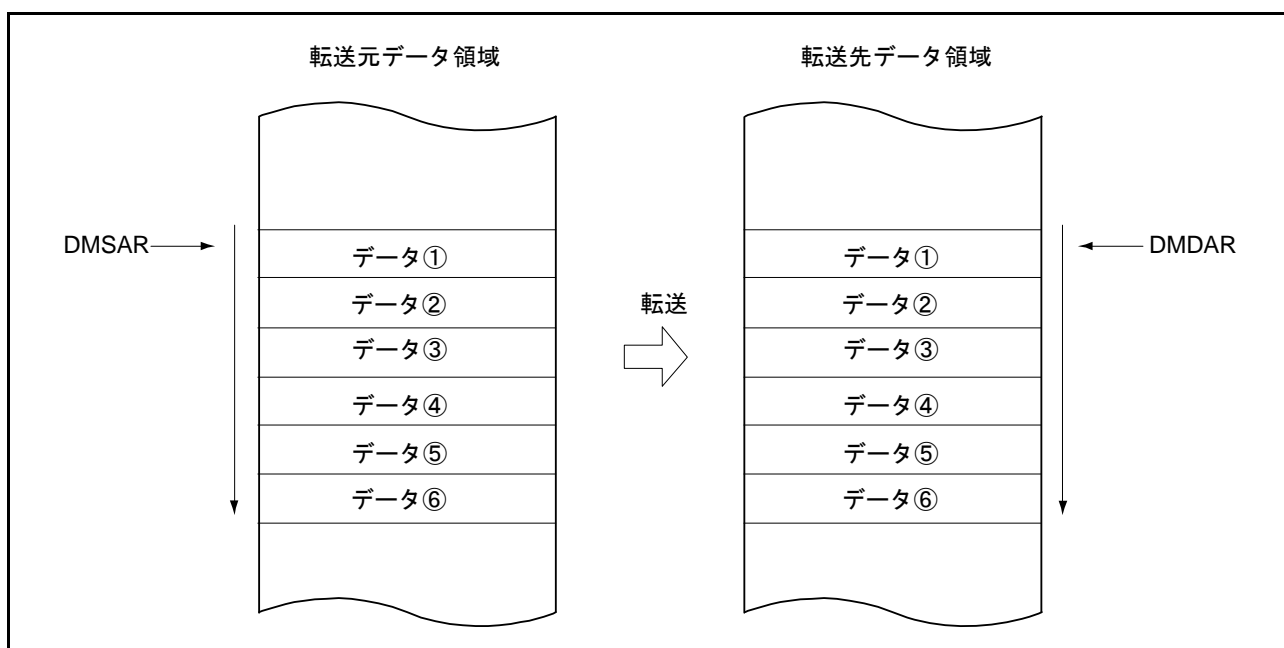 転送元データ領域
転送先データ領域
DMSAR
DMDAR
データ①
データ②
データ③
データ④
データ⑤
データ⑥
転送
データ①
データ②
データ③
データ④
データ⑤
データ⑥